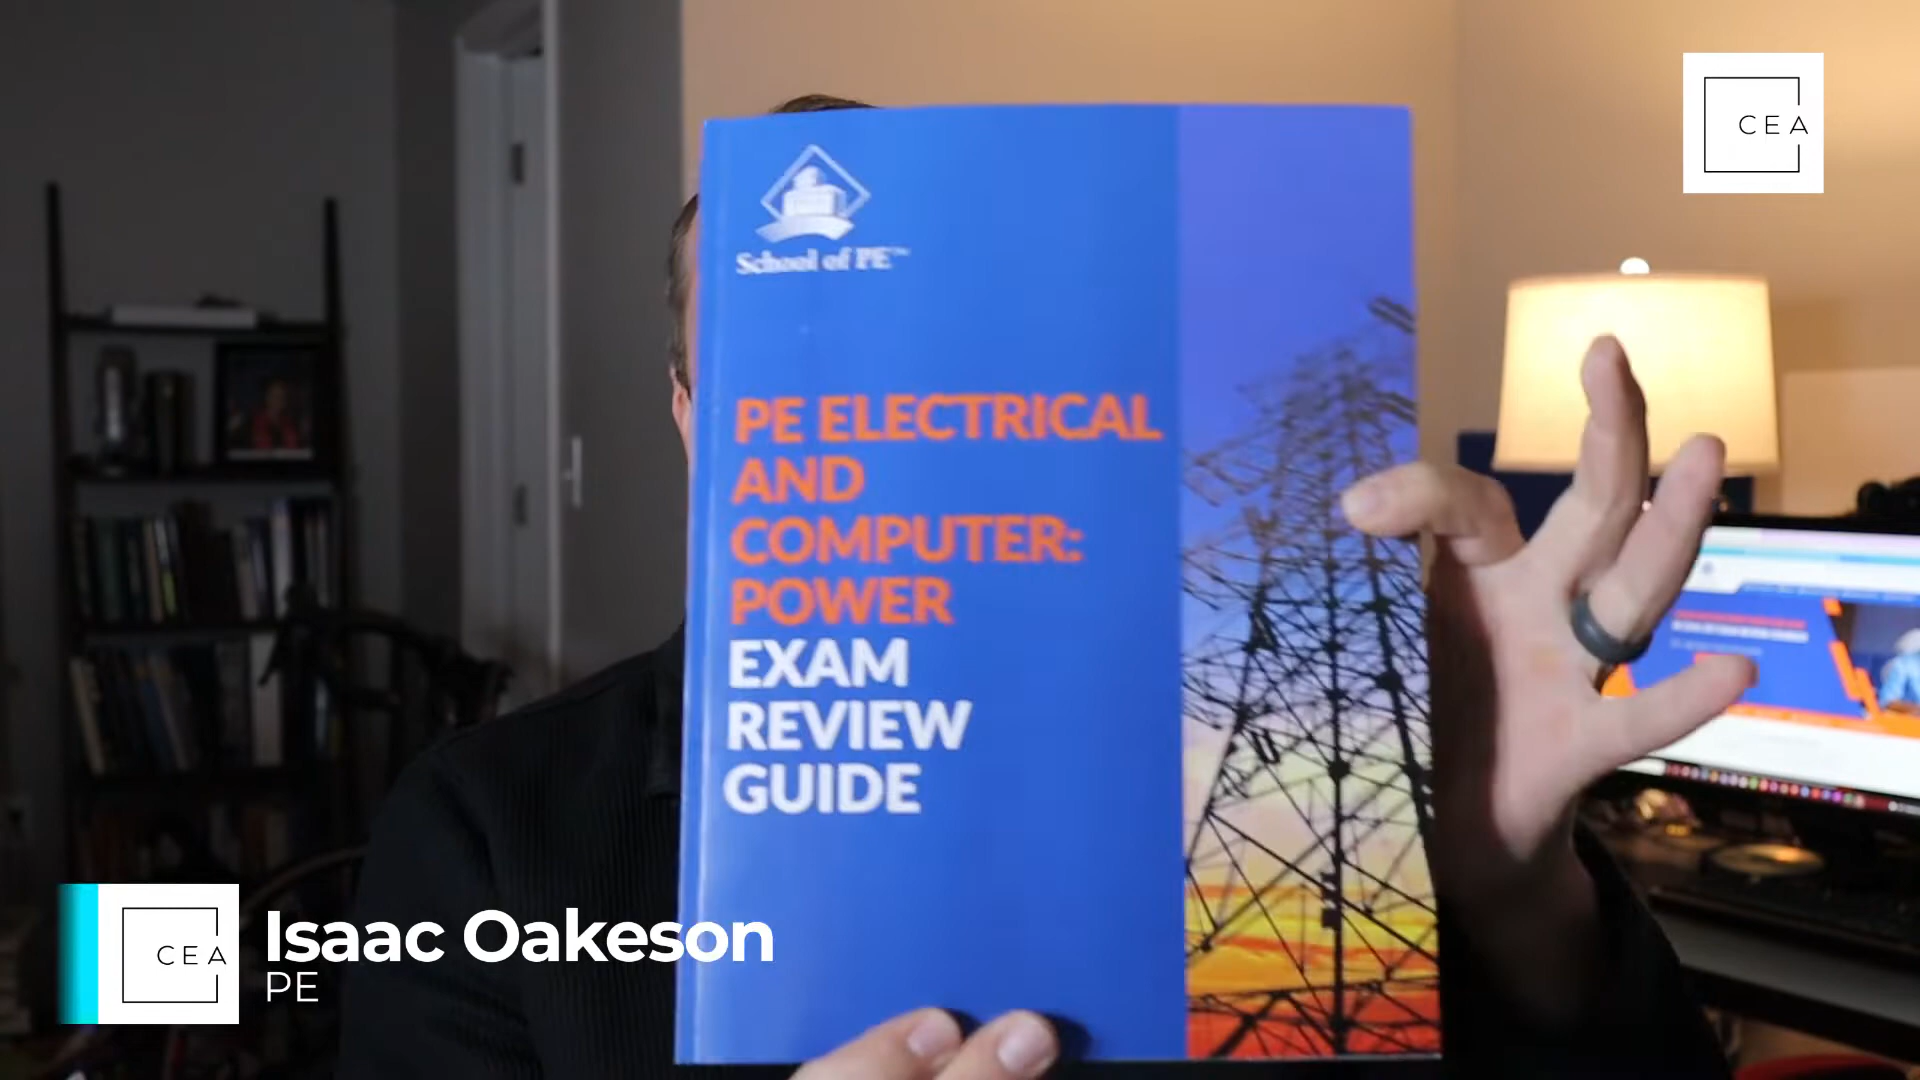 CEA
School of PE™
PE ELECTRICAL
AND
COMPUTER:
POWER
EXAM
REVIEW
GUIDE
CEA
Isaac Oakeson
PE